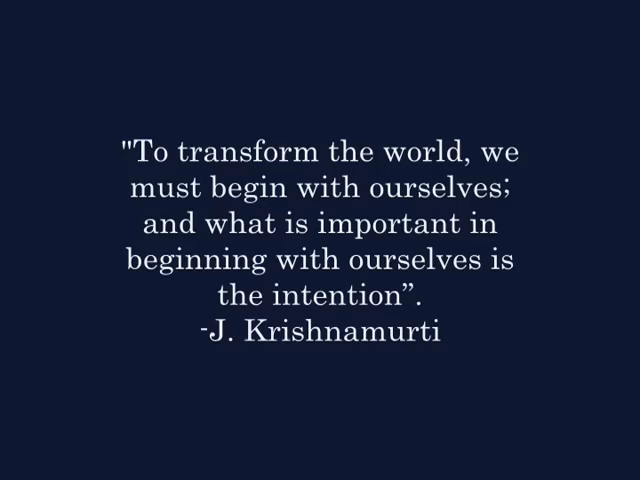 "To transform the world, we
must begin with ourselves;
and what is important in
beginning with ourselves is
the intention”.
-J. Krishnamurti